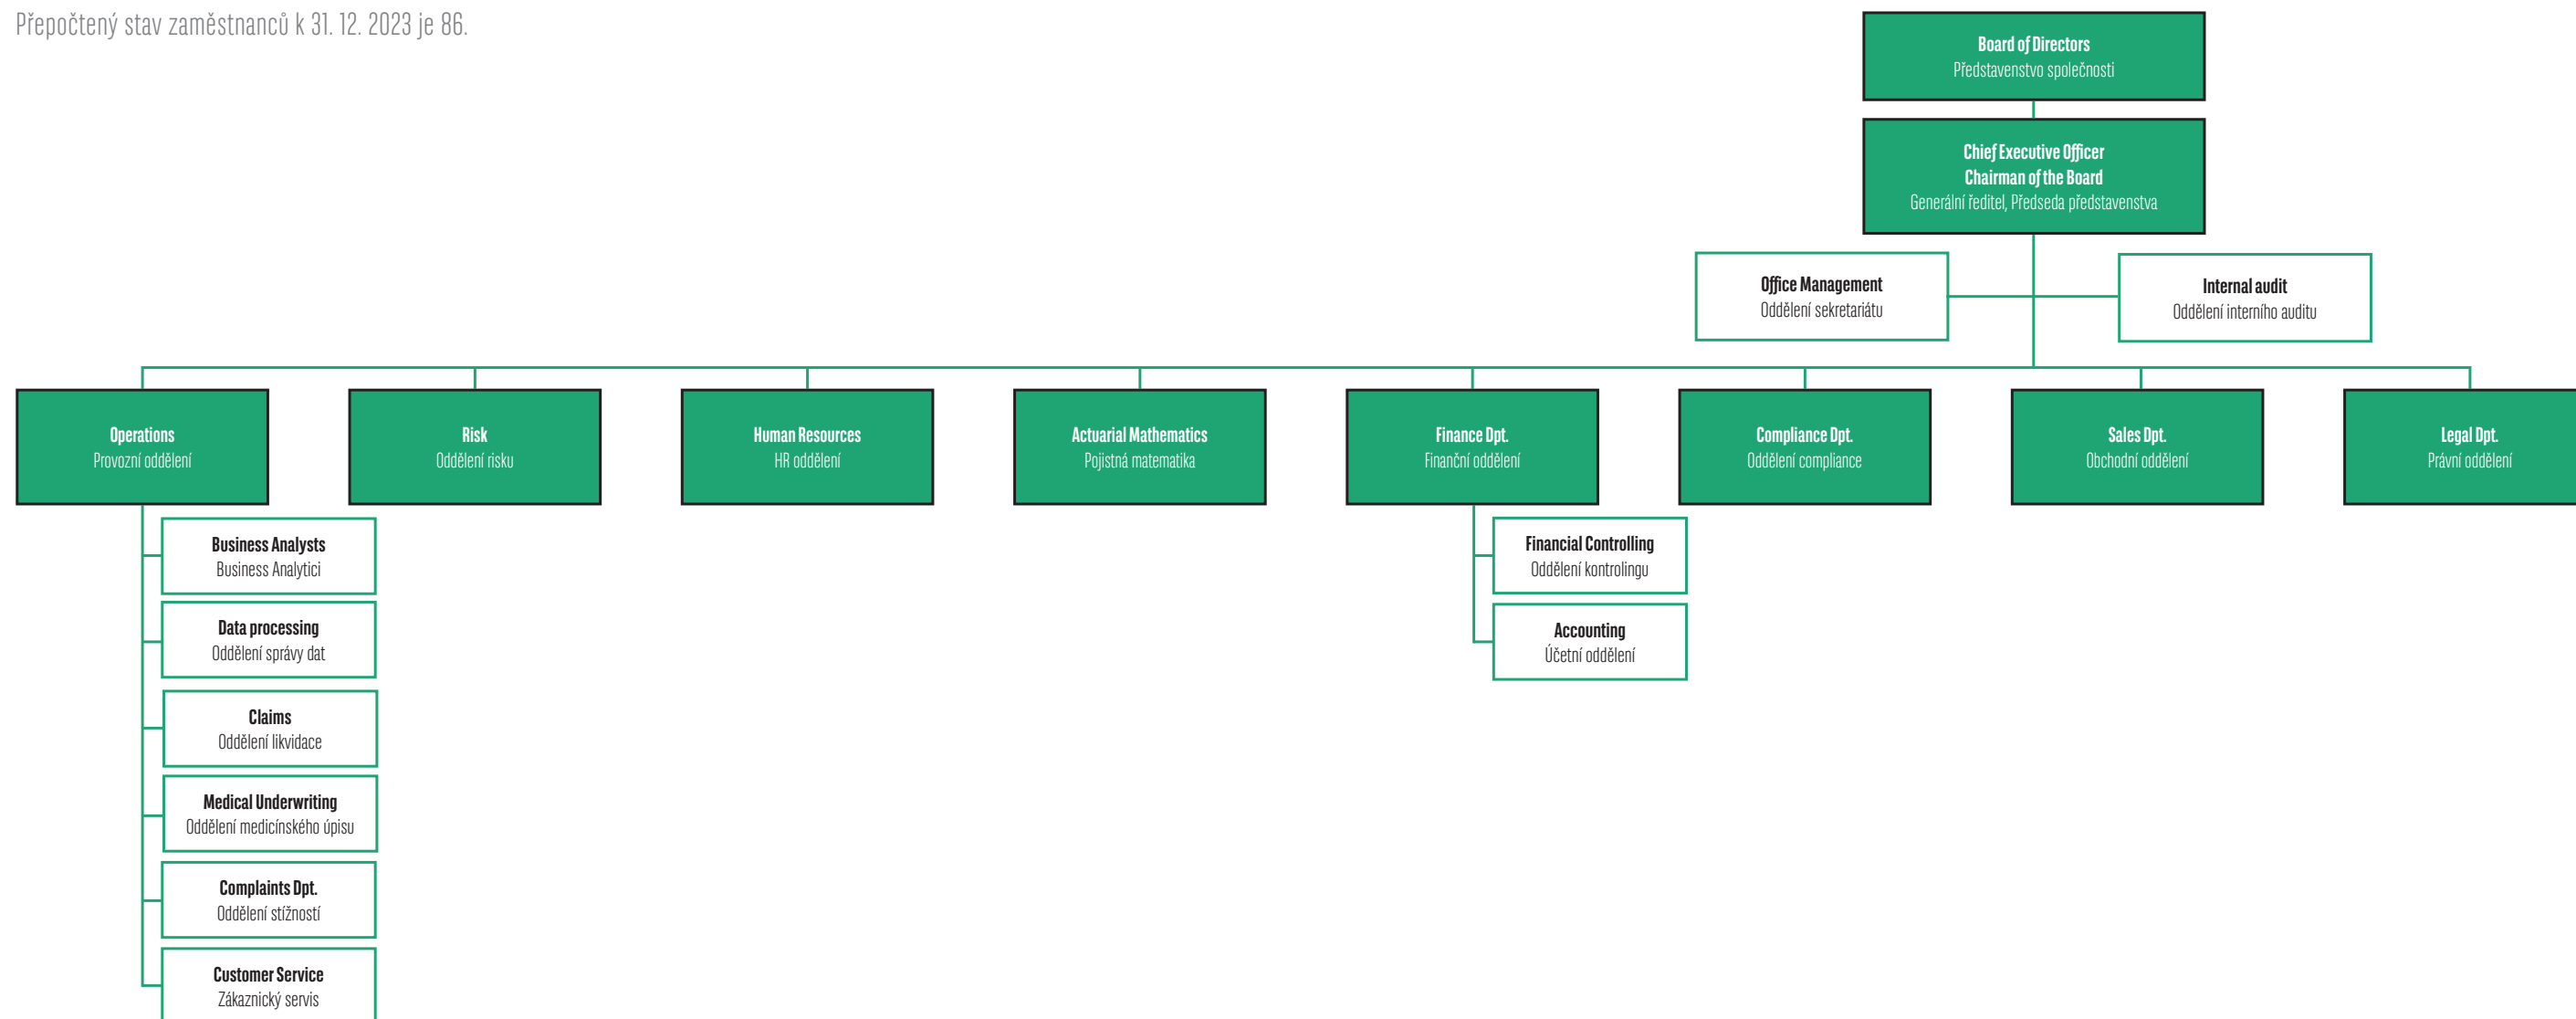 Přepočtený stav zaměstnanců k 31. 12. 2023 je 86.
Board of Directors
Představenstvo společnosti
Chief Executive Officer
Chairman of the Board
Generální ředitel, Předseda představenstva
Office Management
Oddělení sekretariátu
Internal audit
Oddělení interního auditu
Operations
Provozní oddělení
Risk
Oddělení risku
Human Resources
HR oddělení
Actuarial Mathematics
Pojistná matematika
Finance Dpt.
Finanční oddělení
Compliance Dpt.
Oddělení compliance
Sales Dpt.
Obchodní oddělení
Legal Dpt.
Právní oddělení
Business Analysts
Business Analytici
Data processing
Oddělení správy dat
Claims
Oddělení likvidace
Medical Underwriting
Oddělení medicínského úpisu
Complaints Dpt.
Oddělení stížností
Customer Service
Zákaznický servis
Financial Controlling
Oddělení kontrolingu
Accounting
Účetní oddělení